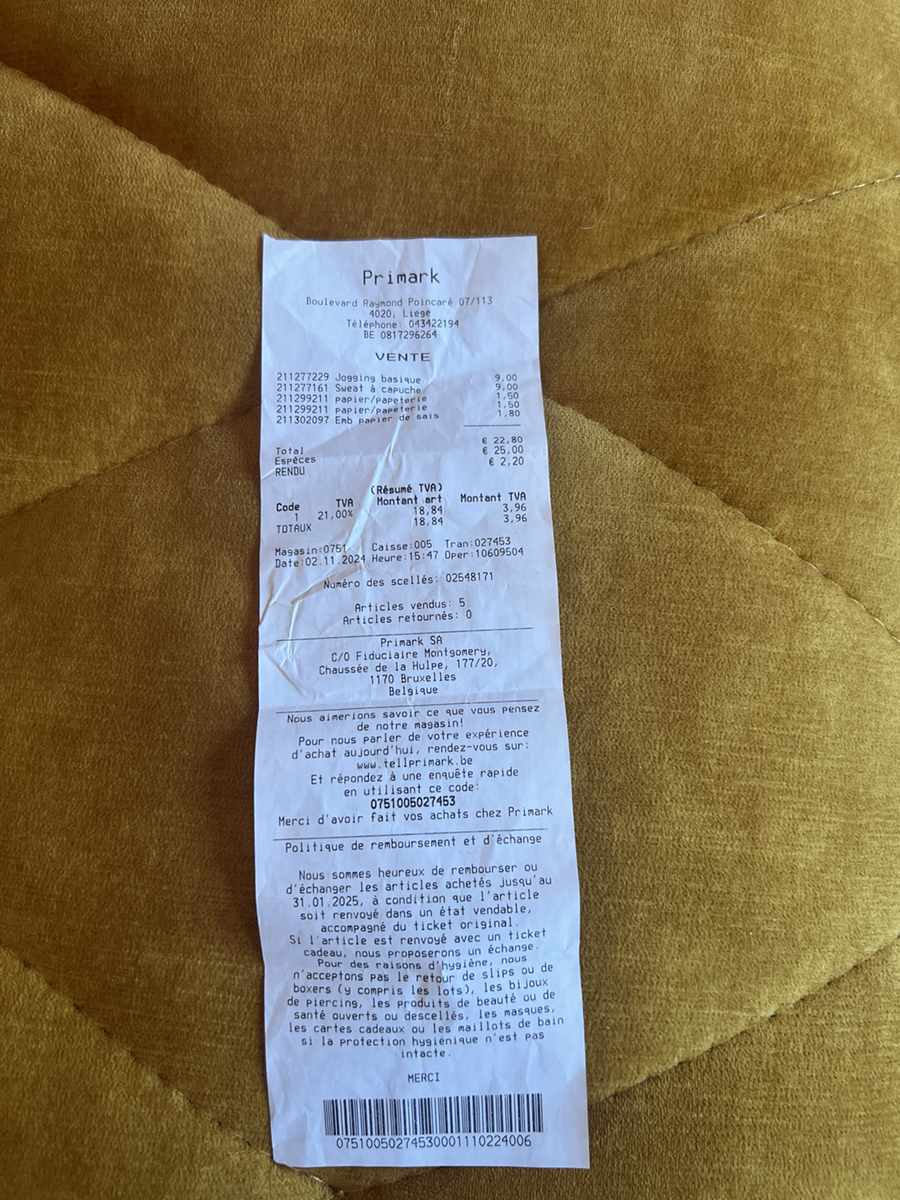 Primark
Boulevard Raymond Poincaré 07/113
4020, Liege
Téléphone: 043422194
BE 0817296264
VENTE
211277229 Jogging basique 9,00
211277161 Sweat à capuche 9,00
211299211 papier/papeterie 1,50
211299211 papier/papeterie 1,50
211302097 Emb papier de sais 1,80
Total € 22,80
Espèces € 25,00
RENDU € 2,20
(Résumé TVA)
Code TVA Montant art Montant TVA
1 21,00% 18,84 3,96
TOTAUX 18,84 3,96
Magasin:0751 Caisse:005 Tran:027453
Date:02.11.2024 Heure:15:47 Oper:10609504
Numéro des scellés: 02548171
Articles vendus: 5
Articles retournés: 0
Primark SA
C/O Fiduciaire Montgomery,
Chaussée de la Hulpe, 177/20,
1170 Bruxelles
Belgique
Nous aimerions savoir ce que vous pensez
de notre magasin!
Pour nous parler de votre expérience
d'achat aujourd'hui, rendez-vous sur:
www.tellprimark.be
Et répondez à une enquête rapide
en utilisant ce code:
0751005027453
Merci d'avoir fait vos achats chez Primark
Politique de remboursement et d'échange
Nous sommes heureux de rembourser ou
d'échanger les articles achetés jusqu'au
31.01.2025, à condition que l'article
soit renvoyé dans un état vendable,
accompagné du ticket original.
Si l'article est renvoyé avec un ticket
cadeau, nous proposerons un échange.
Pour des raisons d'hygiène, nous
n'acceptons pas le retour de slips ou de
boxers (y compris les lots), les bijoux
de piercing, les produits de beauté ou de
santé ouverts ou descellés, les masques,
les cartes cadeaux ou les maillots de bain
si la protection hygiénique n'est pas
intacte.
MERCI
07510050274530001110224006